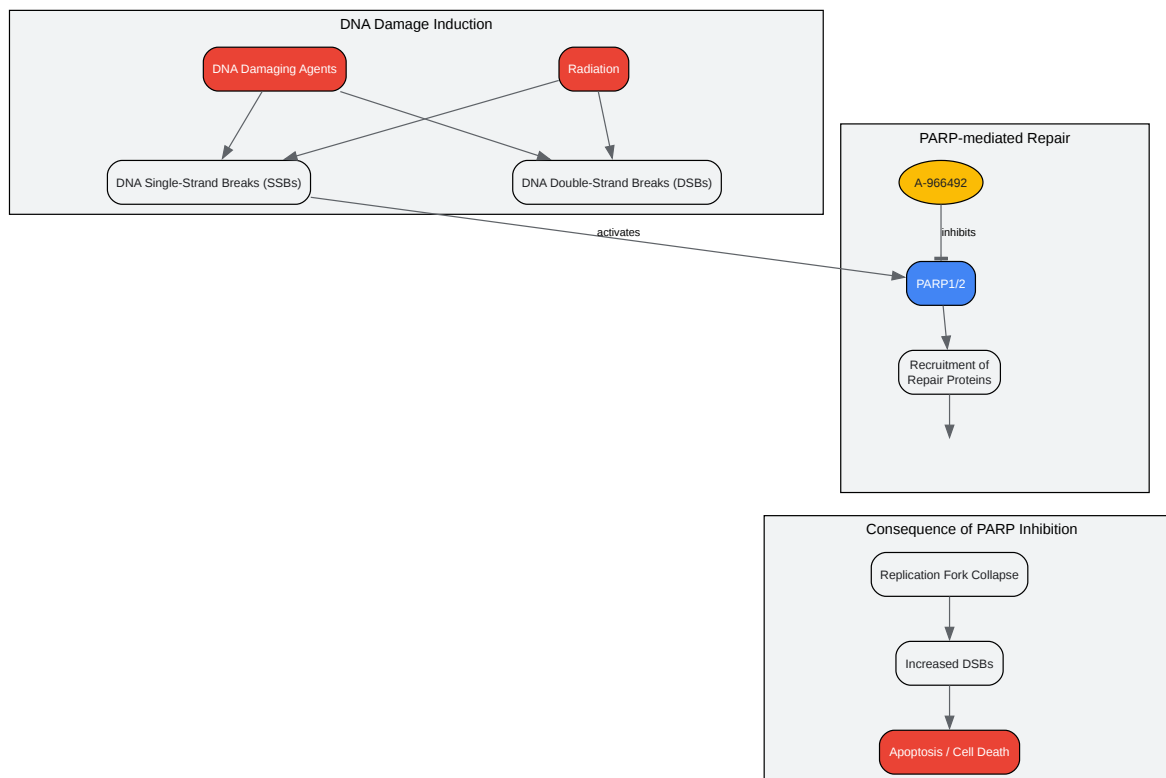 DNA Damage Induction
DNA Damaging Agents
Radiation
DNA Single-Strand Breaks (SSBs)
DNA Double-Strand Breaks (DSBs)
activates
PARP-mediated Repair
A-966492
inhibits
PARP1/2
Recruitment of
Repair Proteins
Consequence of PARP Inhibition
Replication Fork Collapse
Increased DSBs
Apoptosis / Cell Death